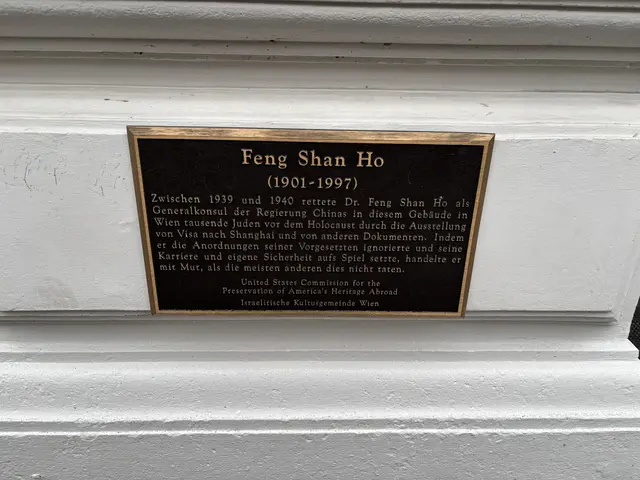 Feng Shan Ho
(1901-1997)
Zwischen 1939 und 1940 rettete Dr. Feng Shan Ho als
Generalkonsul der Regierung Chinas in diesem Gebäude in
Wien tausende Juden vor dem Holocaust durch die Ausstellung
von Visa nach Shanghai und von anderen Dokumenten. Indem
er die Anordnungen seiner Vorgesetzten ignorierte und seine
Karriere und eigene Sicherheit aufs Spiel setzte, handelte er
mit Mut, als die meisten anderen dies nicht taten.
United States Commission for the
Preservation of America's Heritage Abroad
Israelitische Kultusgemeinde Wien